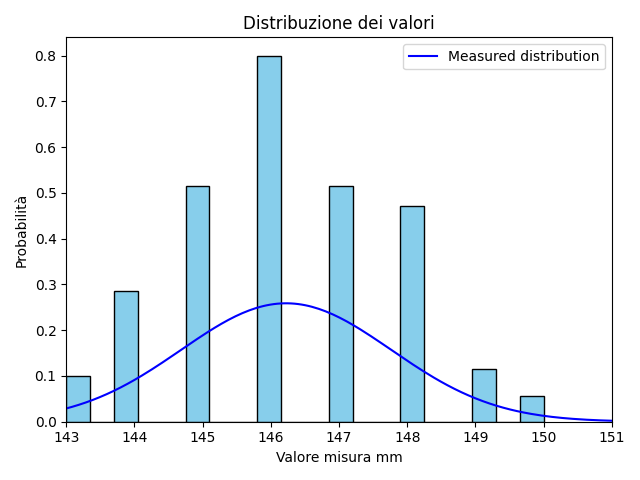 Distribuzione dei valori
Measured distribution
0.8
0.7
0.6
0.5
0.4
0.3
0.2
0.1
0.0
Probabilità
143 144 145 146 147 148 149 150 151
Valore misura mm